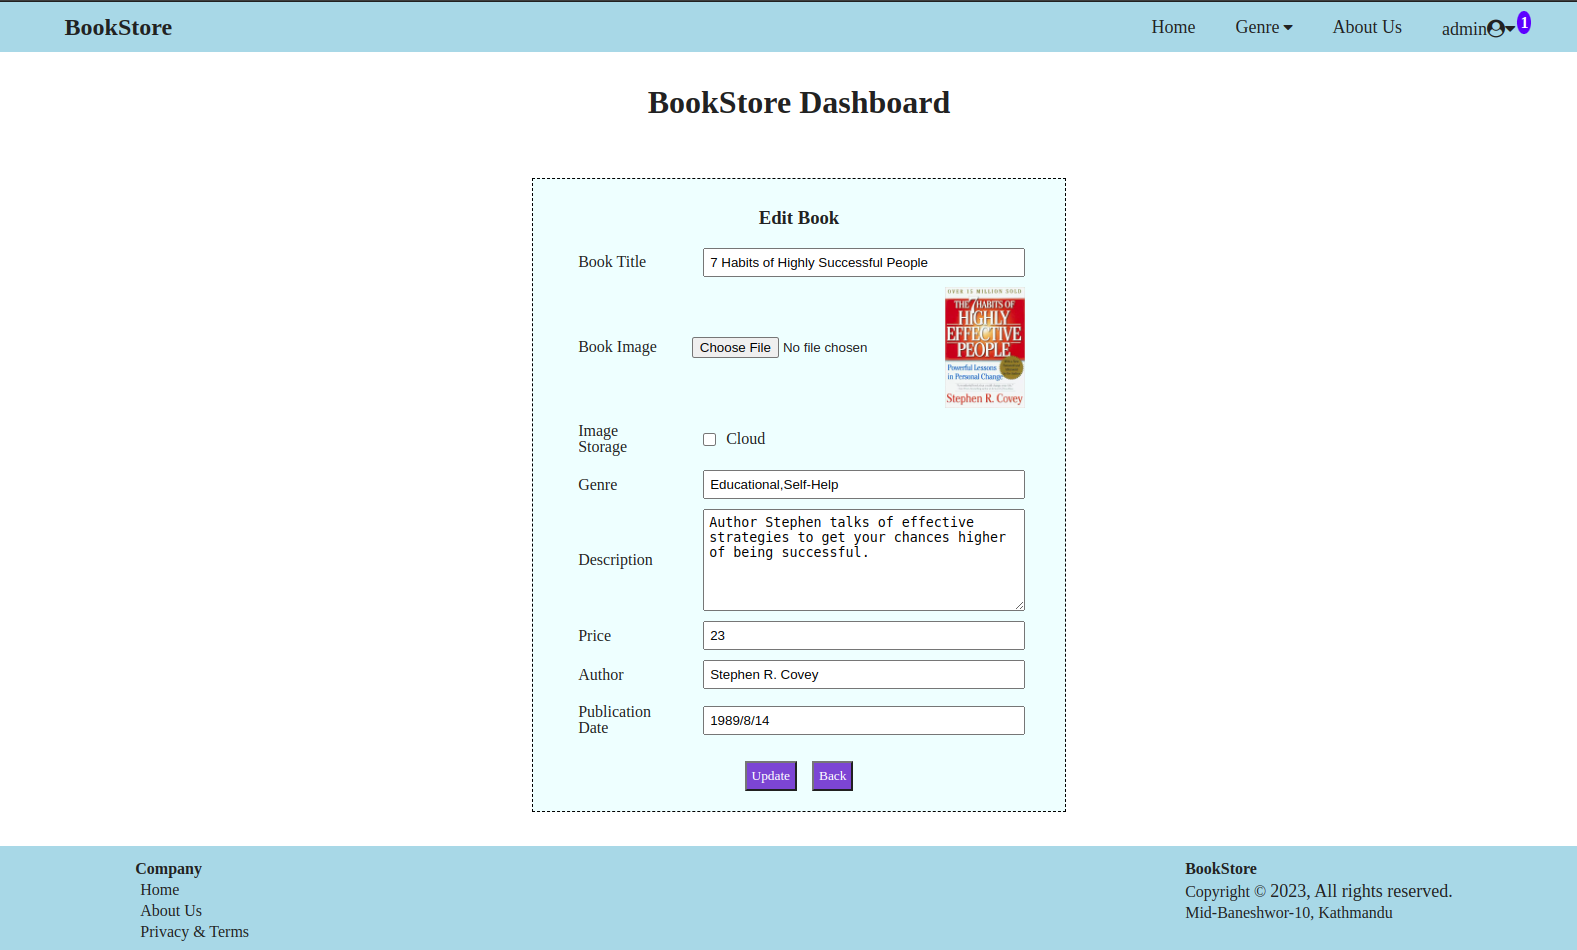 BookStore
Home
Genre
About Us
admin
1
BookStore Dashboard
Edit Book
Book Title
7 Habits of Highly Successful People
OVER 15 MILLION SOLD
THE 7 HABITS OF
HIGHLY
EFFECTIVE
PEOPLE
Powerful Lessons
in Personal Change
Stephen R. Covey
Book Image
Choose File No file chosen
Image
Storage
Cloud
Genre
Educational,Self-Help
Description
Author Stephen talks of effective
strategies to get your chances higher
of being successful.
Price
23
Author
Stephen R. Covey
Publication
Date
1989/8/14
Update
Back
Company
Home
About Us
Privacy & Terms
BookStore
Copyright © 2023, All rights reserved.
Mid-Baneshwor-10, Kathmandu